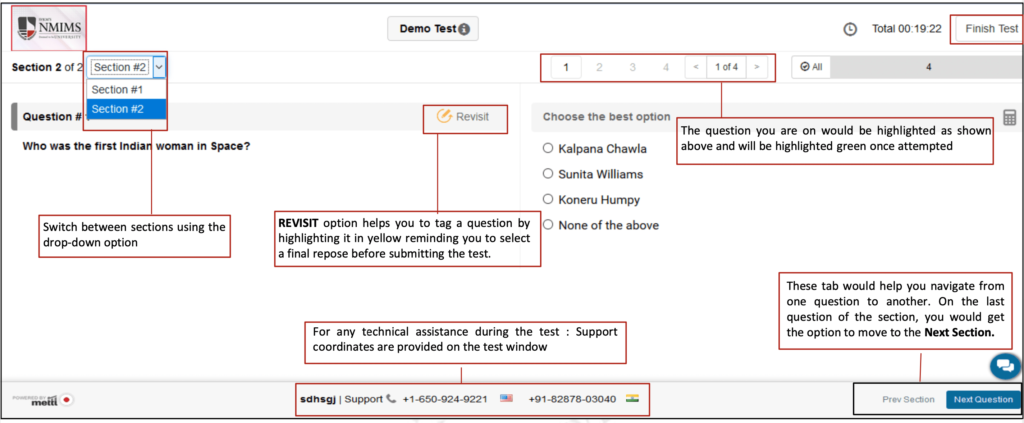 SVKM'S
NMIMS
Demo Test
Total 00:19:22
Finish Test
Section 2 of 2
Section #2
Section #1
Section #2
1 2 3 4 < 1 of 4 >
All
4
Question #
Revisit
Choose the best option
Who was the first Indian woman in Space?
Kalpana Chawla
Sunita Williams
Koneru Humpy
None of the above
The question you are on would be highlighted as shown
above and will be highlighted green once attempted
Switch between sections using the
drop-down option
REVISIT option helps you to tag a question by
highlighting it in yellow reminding you to select
a final repose before submitting the test.
These tab would help you navigate from
one question to another. On the last
question of the section, you would get
the option to move to the Next Section.
For any technical assistance during the test : Support
coordinates are provided on the test window
POWERED BY
mettl
sdhsgj | Support +1-650-924-9221 +91-82878-03040
Prev Section
Next Question